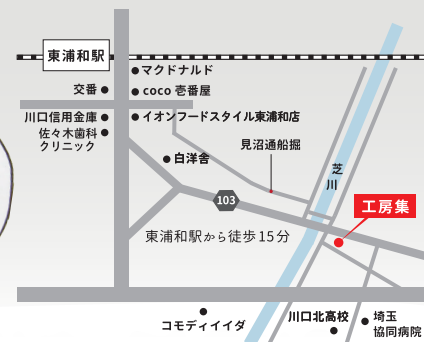 東浦和駅
マクドナルド
交番
coco 壱番屋
川口信用金庫
イオンフードスタイル東浦和店
佐々木歯科
クリニック
白洋舎
見沼通船掘
芝川
103
工房集
東浦和駅から徒歩15分
コモディイイダ
川口北高校
埼玉
協同病院